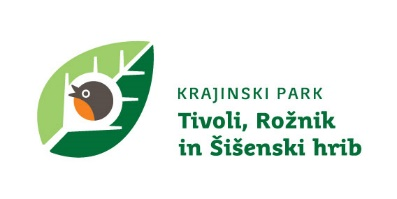 KRAJINSKI PARK
Tivoli, Rožnik
in Šišenski hrib